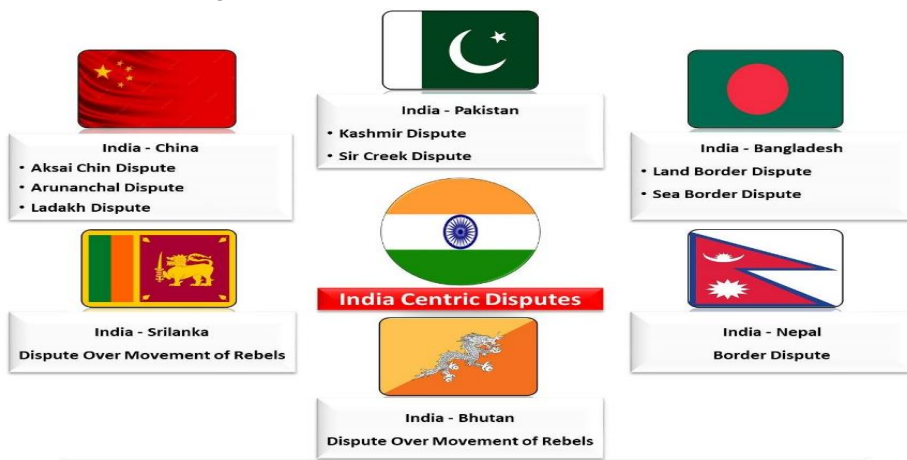 India - China
• Aksai Chin Dispute
• Arunanchal Dispute
• Ladakh Dispute
India - Pakistan
• Kashmir Dispute
• Sir Creek Dispute
India - Bangladesh
• Land Border Dispute
• Sea Border Dispute
India Centric Disputes
India - Srilanka
Dispute Over Movement of Rebels
India - Bhutan
Dispute Over Movement of Rebels
India - Nepal
Border Dispute